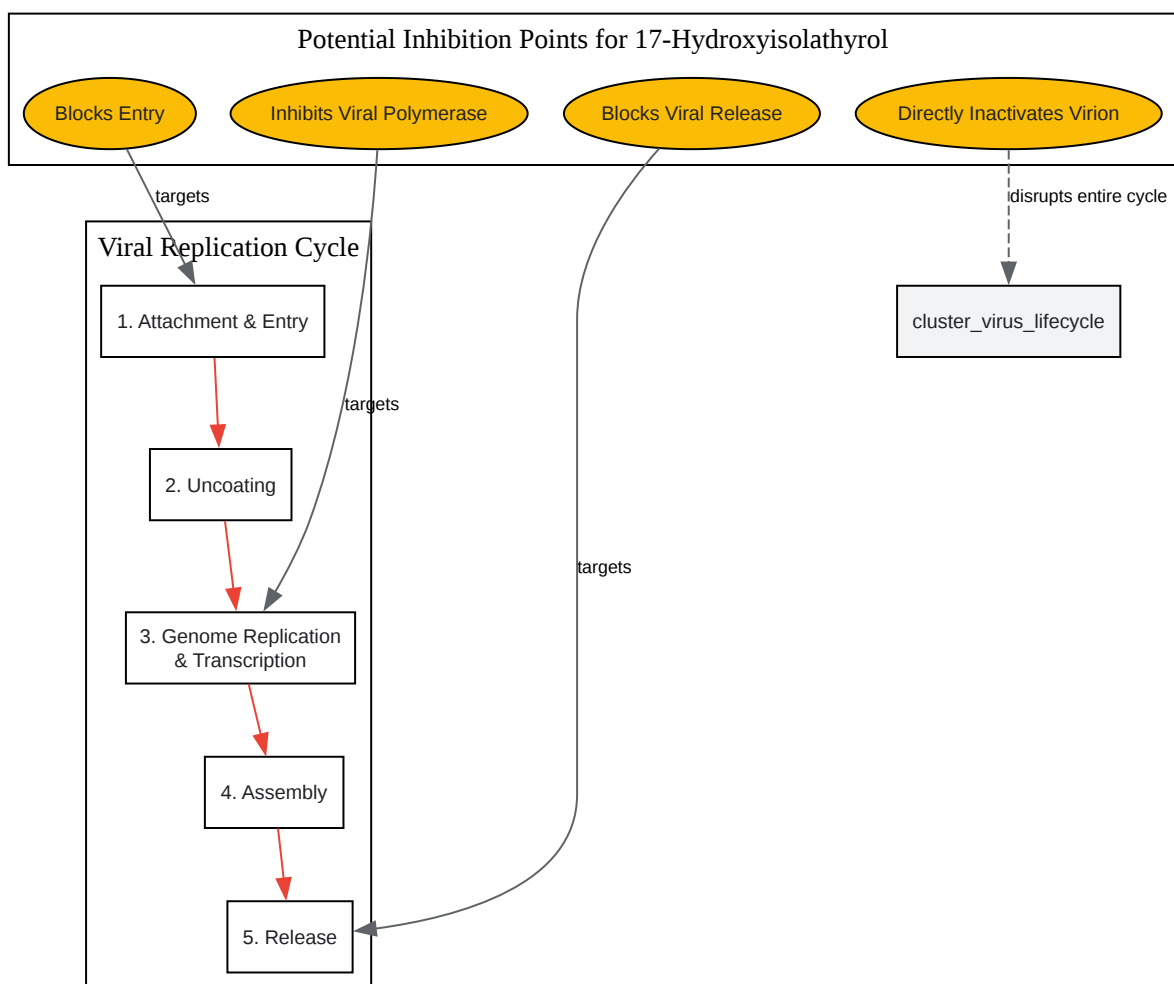 Potential Inhibition Points for 17-Hydroxyisolathyrol
Blocks Entry
Inhibits Viral Polymerase
Blocks Viral Release
Directly Inactivates Virion
targets
disrupts entire cycle
Viral Replication Cycle
1. Attachment & Entry
cluster_virus_lifecycle
targets
2. Uncoating
targets
3. Genome Replication
& Transcription
4. Assembly
5. Release